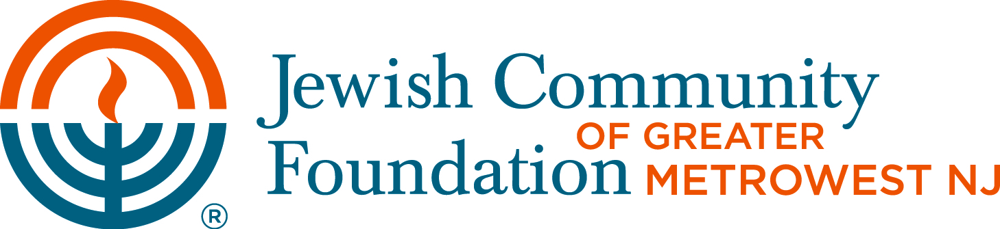 Jewish Community
OF GREATER
Foundation METROWEST NJ
®